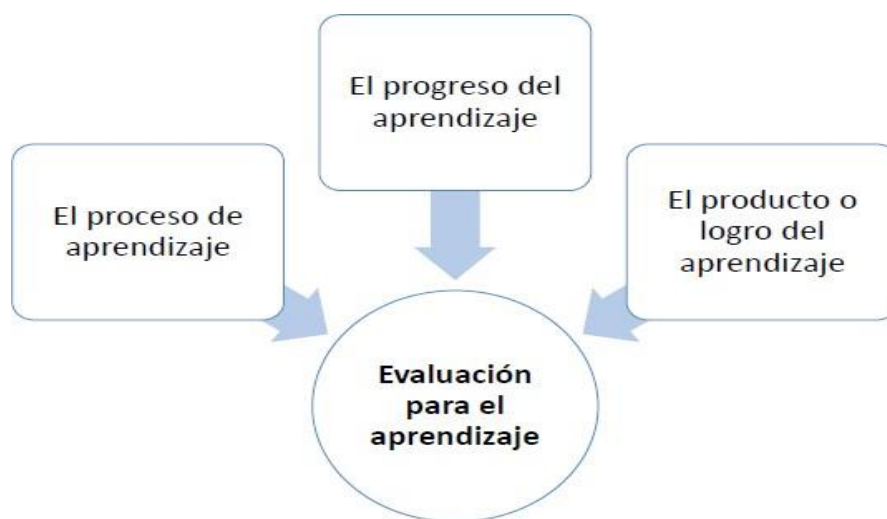 El progreso del
aprendizaje
El proceso de
aprendizaje
El producto o
logro del
aprendizaje
Evaluación
para el
aprendizaje